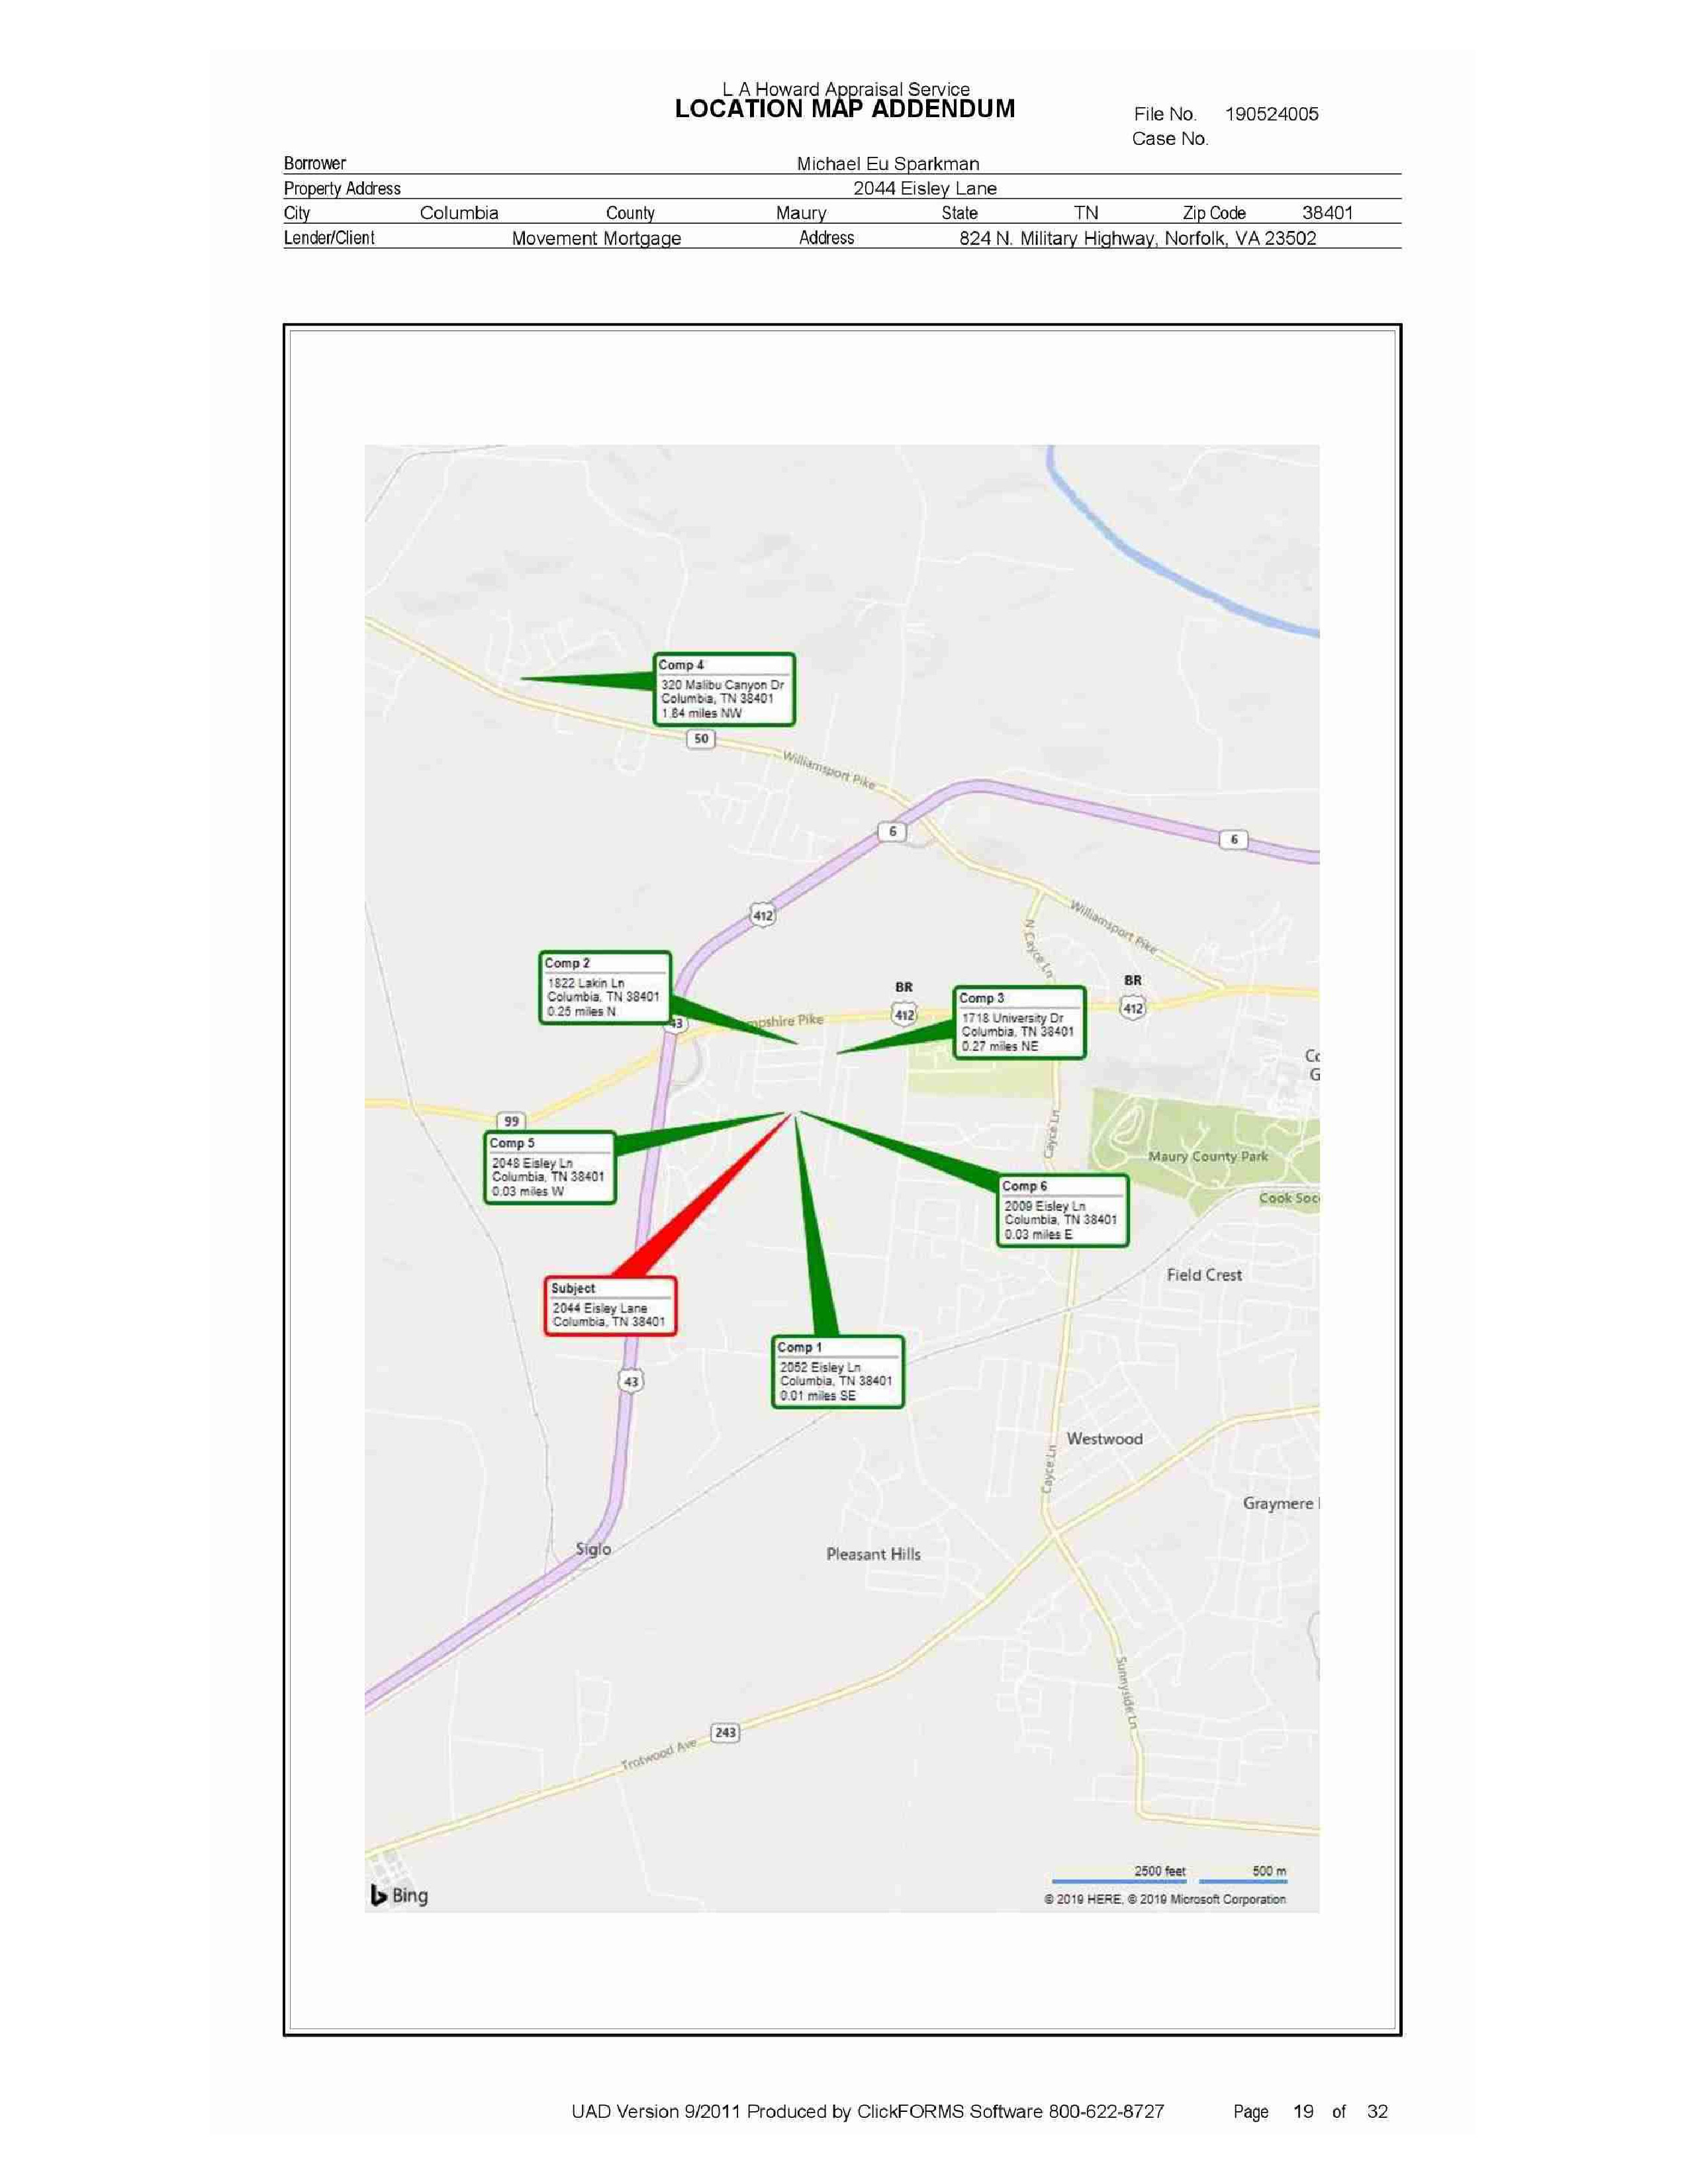 L A Howard Appraisal Service
LOCATION MAP ADDENDUM
File No. 190524005
Case No.
Borrower Michael Eu Sparkman
Property Address 2044 Eisley Lane
City Columbia County Maury State TN Zip Code 38401
Lender/Client Movement Mortgage Address 824 N. Military Highway, Norfolk, VA 23502
Comp 4
320 Malibu Canyon Dr
Columbia, TN 38401
1.84 miles NW
50
Williamsport Pike
6
6
412
Williamsport Pike
N Cayce Ln
Comp 2
1822 Lakin Ln
Columbia, TN 38401
0.25 miles N
43
mpshire Pike
BR
412
BR
412
Comp 3
1718 University Dr
Columbia, TN 38401
0.27 miles NE
Co
G
99
Comp 5
2048 Eisley Ln
Columbia, TN 38401
0.03 miles W
Cayce Ln
Maury County Park
Cook Soc
Comp 6
2009 Eisley Ln
Columbia, TN 38401
0.03 miles E
Field Crest
Subject
2044 Eisley Lane
Columbia, TN 38401
Comp 1
2052 Eisley Ln
Columbia, TN 38401
0.01 miles SE
43
Westwood
Cayce Ln
Graymere
Siglo
Pleasant Hills
Sunnyside Ln
243
Trotwood Ave
2500 feet 500 m
Bing
© 2019 HERE, © 2019 Microsoft Corporation
UAD Version 9/2011 Produced by ClickFORMS Software 800-622-8727 Page 19 of 32